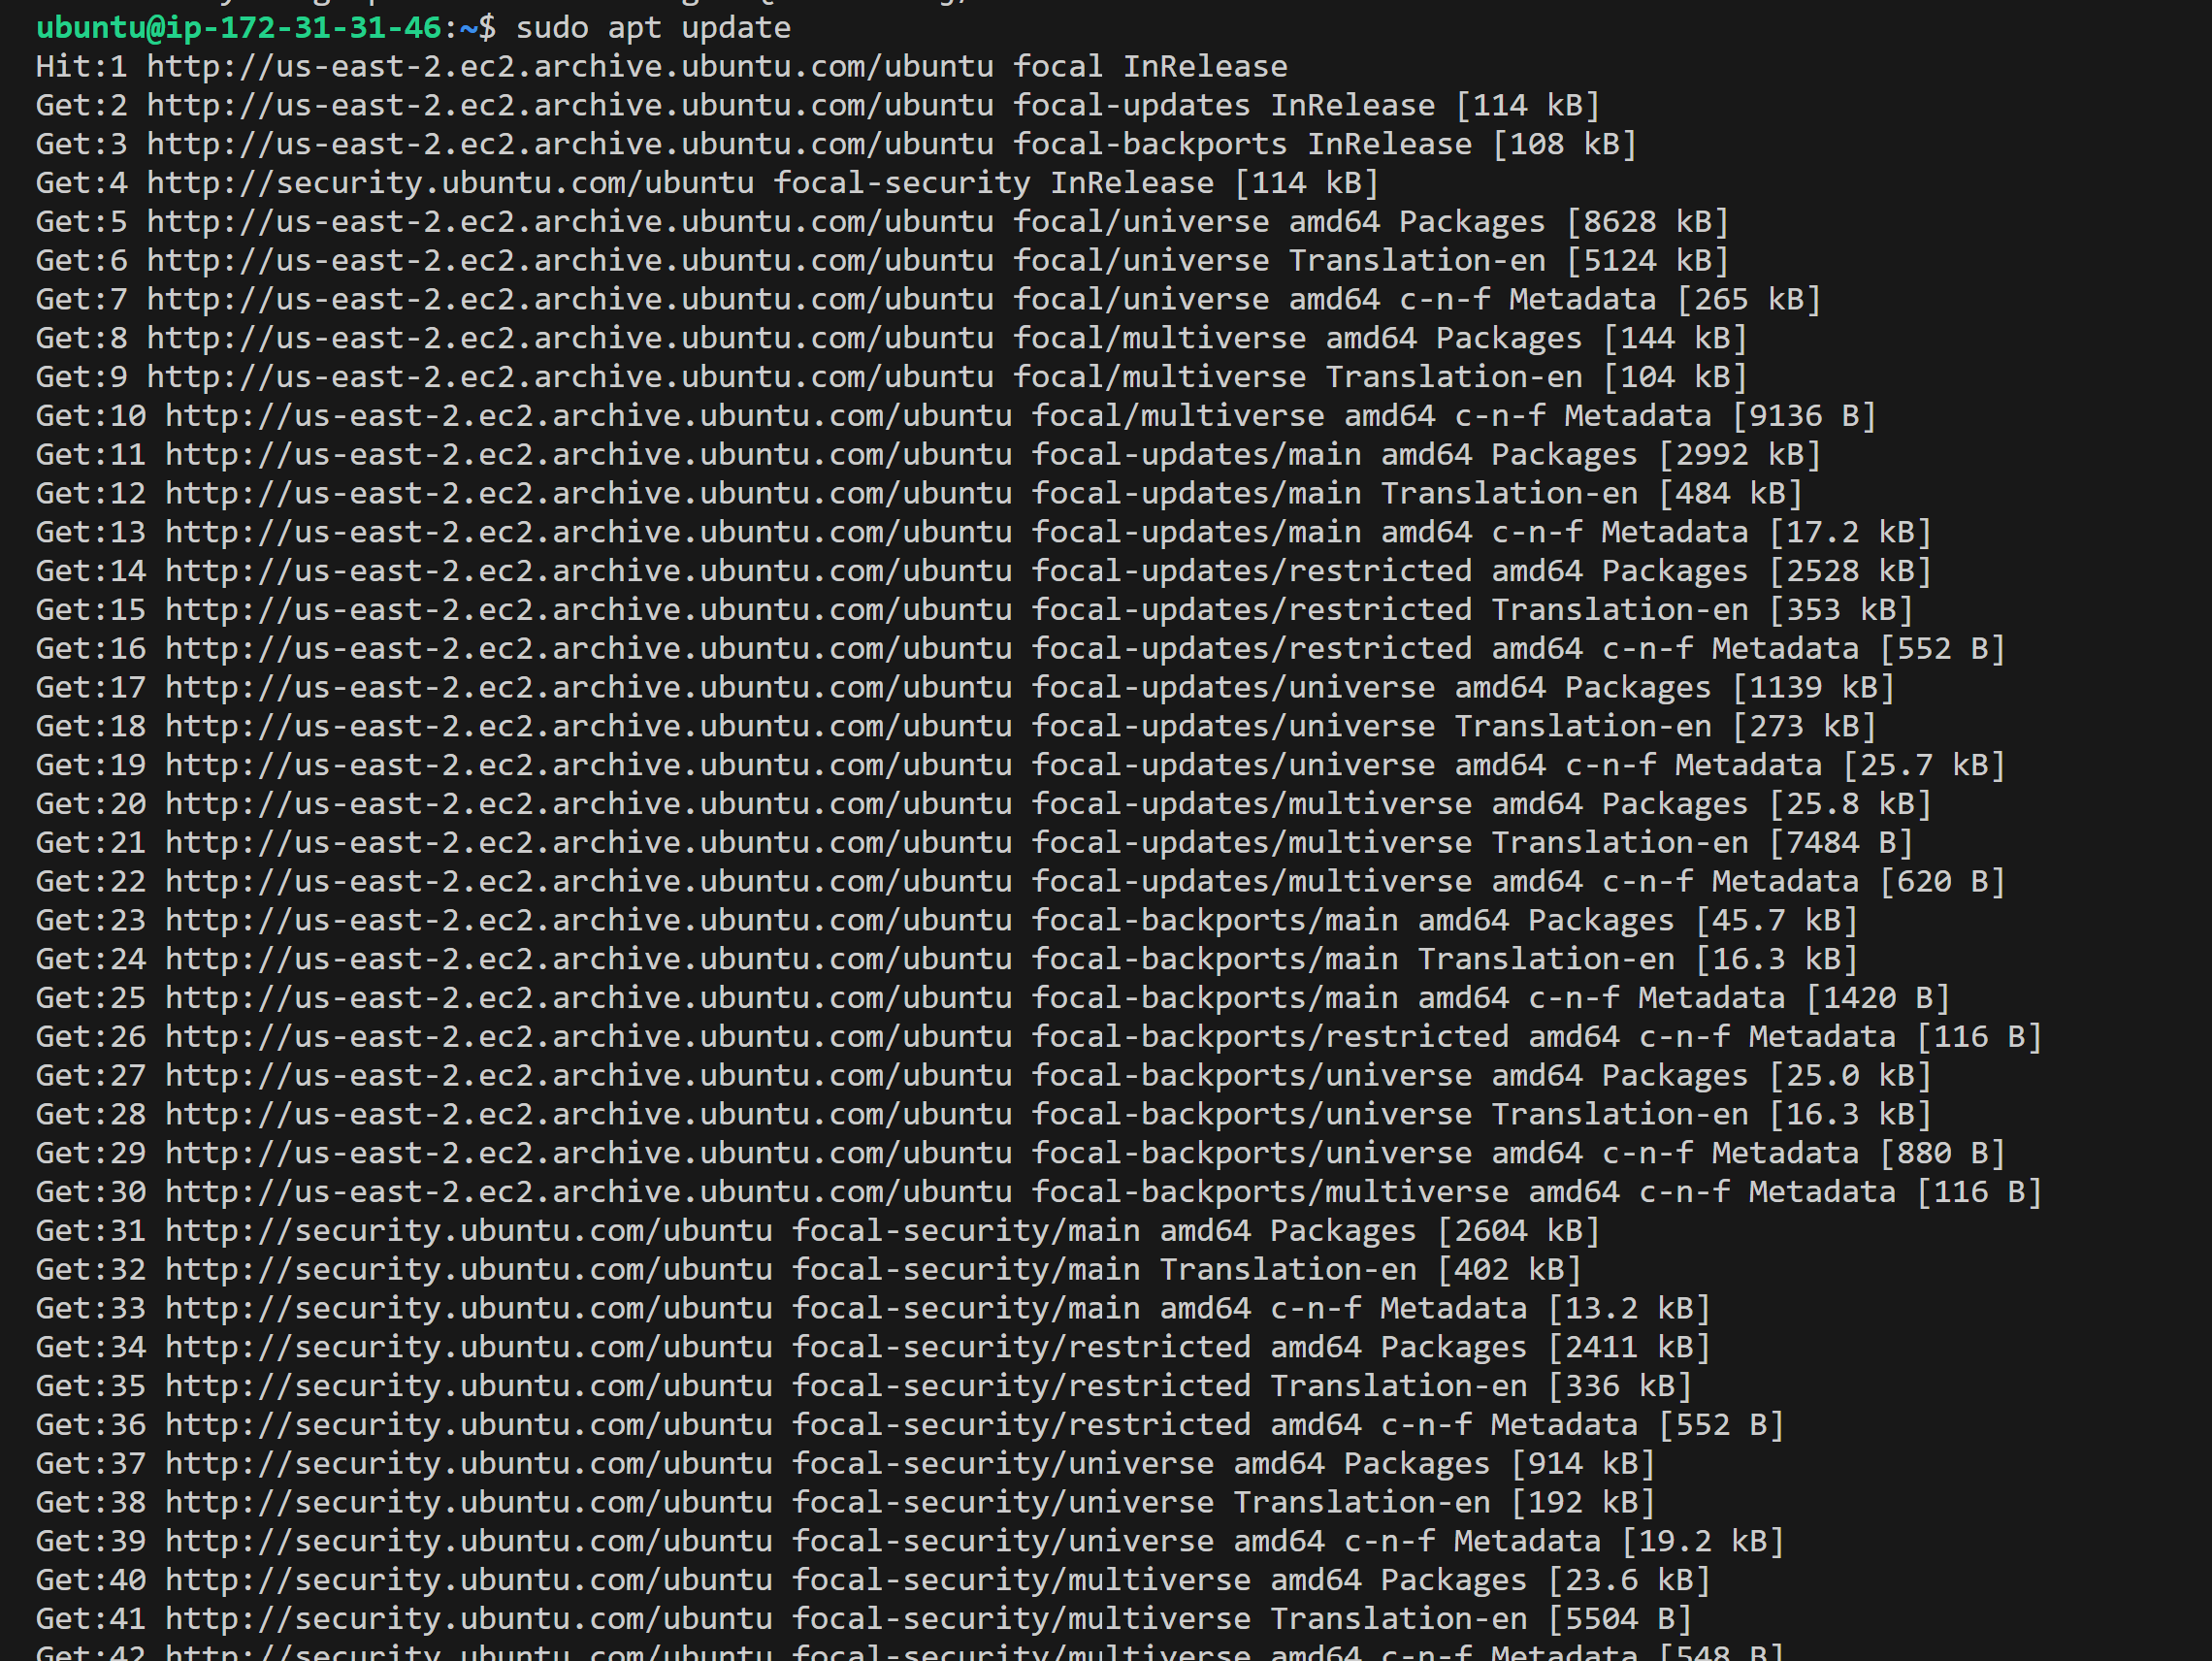 ubuntu@ip-172-31-31-46:~$ sudo apt update
Hit:1 http://us-east-2.ec2.archive.ubuntu.com/ubuntu focal InRelease
Get:2 http://us-east-2.ec2.archive.ubuntu.com/ubuntu focal-updates InRelease [114 kB]
Get:3 http://us-east-2.ec2.archive.ubuntu.com/ubuntu focal-backports InRelease [108 kB]
Get:4 http://security.ubuntu.com/ubuntu focal-security InRelease [114 kB]
Get:5 http://us-east-2.ec2.archive.ubuntu.com/ubuntu focal/universe amd64 Packages [8628 kB]
Get:6 http://us-east-2.ec2.archive.ubuntu.com/ubuntu focal/universe Translation-en [5124 kB]
Get:7 http://us-east-2.ec2.archive.ubuntu.com/ubuntu focal/universe amd64 c-n-f Metadata [265 kB]
Get:8 http://us-east-2.ec2.archive.ubuntu.com/ubuntu focal/multiverse amd64 Packages [144 kB]
Get:9 http://us-east-2.ec2.archive.ubuntu.com/ubuntu focal/multiverse Translation-en [104 kB]
Get:10 http://us-east-2.ec2.archive.ubuntu.com/ubuntu focal/multiverse amd64 c-n-f Metadata [9136 B]
Get:11 http://us-east-2.ec2.archive.ubuntu.com/ubuntu focal-updates/main amd64 Packages [2992 kB]
Get:12 http://us-east-2.ec2.archive.ubuntu.com/ubuntu focal-updates/main Translation-en [484 kB]
Get:13 http://us-east-2.ec2.archive.ubuntu.com/ubuntu focal-updates/main amd64 c-n-f Metadata [17.2 kB]
Get:14 http://us-east-2.ec2.archive.ubuntu.com/ubuntu focal-updates/restricted amd64 Packages [2528 kB]
Get:15 http://us-east-2.ec2.archive.ubuntu.com/ubuntu focal-updates/restricted Translation-en [353 kB]
Get:16 http://us-east-2.ec2.archive.ubuntu.com/ubuntu focal-updates/restricted amd64 c-n-f Metadata [552 B]
Get:17 http://us-east-2.ec2.archive.ubuntu.com/ubuntu focal-updates/universe amd64 Packages [1139 kB]
Get:18 http://us-east-2.ec2.archive.ubuntu.com/ubuntu focal-updates/universe Translation-en [273 kB]
Get:19 http://us-east-2.ec2.archive.ubuntu.com/ubuntu focal-updates/universe amd64 c-n-f Metadata [25.7 kB]
Get:20 http://us-east-2.ec2.archive.ubuntu.com/ubuntu focal-updates/multiverse amd64 Packages [25.8 kB]
Get:21 http://us-east-2.ec2.archive.ubuntu.com/ubuntu focal-updates/multiverse Translation-en [7484 B]
Get:22 http://us-east-2.ec2.archive.ubuntu.com/ubuntu focal-updates/multiverse amd64 c-n-f Metadata [620 B]
Get:23 http://us-east-2.ec2.archive.ubuntu.com/ubuntu focal-backports/main amd64 Packages [45.7 kB]
Get:24 http://us-east-2.ec2.archive.ubuntu.com/ubuntu focal-backports/main Translation-en [16.3 kB]
Get:25 http://us-east-2.ec2.archive.ubuntu.com/ubuntu focal-backports/main amd64 c-n-f Metadata [1420 B]
Get:26 http://us-east-2.ec2.archive.ubuntu.com/ubuntu focal-backports/restricted amd64 c-n-f Metadata [116 B]
Get:27 http://us-east-2.ec2.archive.ubuntu.com/ubuntu focal-backports/universe amd64 Packages [25.0 kB]
Get:28 http://us-east-2.ec2.archive.ubuntu.com/ubuntu focal-backports/universe Translation-en [16.3 kB]
Get:29 http://us-east-2.ec2.archive.ubuntu.com/ubuntu focal-backports/universe amd64 c-n-f Metadata [880 B]
Get:30 http://us-east-2.ec2.archive.ubuntu.com/ubuntu focal-backports/multiverse amd64 c-n-f Metadata [116 B]
Get:31 http://security.ubuntu.com/ubuntu focal-security/main amd64 Packages [2604 kB]
Get:32 http://security.ubuntu.com/ubuntu focal-security/main Translation-en [402 kB]
Get:33 http://security.ubuntu.com/ubuntu focal-security/main amd64 c-n-f Metadata [13.2 kB]
Get:34 http://security.ubuntu.com/ubuntu focal-security/restricted amd64 Packages [2411 kB]
Get:35 http://security.ubuntu.com/ubuntu focal-security/restricted Translation-en [336 kB]
Get:36 http://security.ubuntu.com/ubuntu focal-security/restricted amd64 c-n-f Metadata [552 B]
Get:37 http://security.ubuntu.com/ubuntu focal-security/universe amd64 Packages [914 kB]
Get:38 http://security.ubuntu.com/ubuntu focal-security/universe Translation-en [192 kB]
Get:39 http://security.ubuntu.com/ubuntu focal-security/universe amd64 c-n-f Metadata [19.2 kB]
Get:40 http://security.ubuntu.com/ubuntu focal-security/multiverse amd64 Packages [23.6 kB]
Get:41 http://security.ubuntu.com/ubuntu focal-security/multiverse Translation-en [5504 B]
Get:42 http://security.ubuntu.com/ubuntu focal-security/multiverse amd64 c-n-f Metadata [548 B]